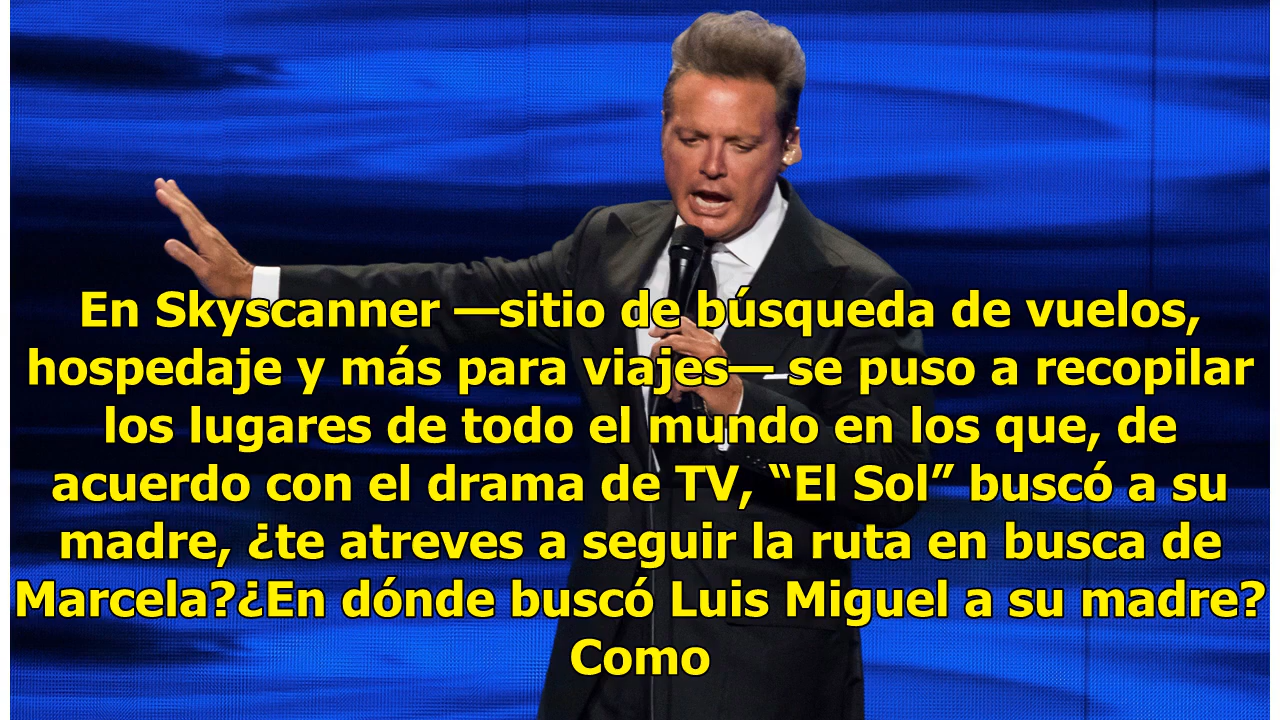 En Skyscanner —sitio de búsqueda de vuelos,
hospedaje y más para viajes— se puso a recopilar
los lugares de todo el mundo en los que, de
acuerdo con el drama de TV, “El Sol” buscó a su
madre, ¿te atreves a seguir la ruta en busca de
Marcela?¿En dónde buscó Luis Miguel a su madre?
Como